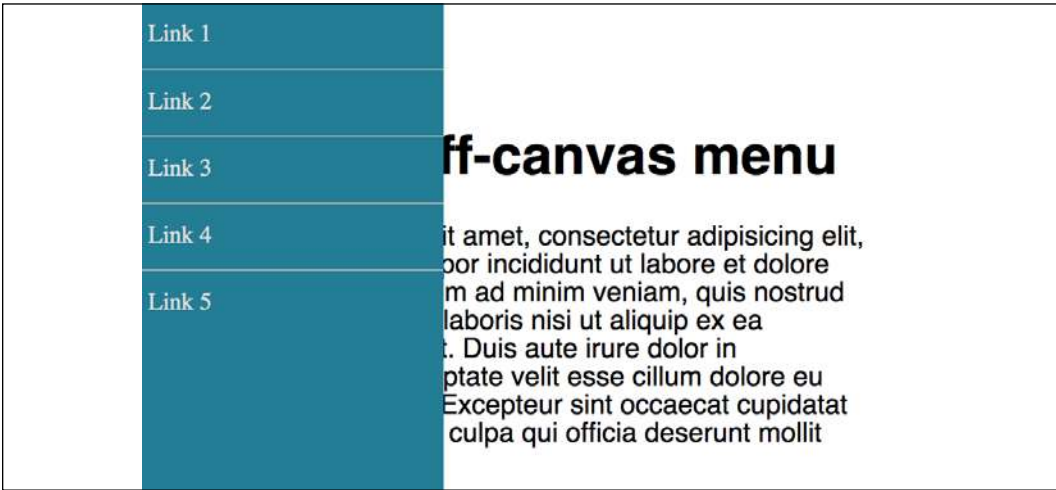 Link 1
Link 2
Link 3
Link 4
Link 5
ff-canvas menu
it amet, consectetur adipisicing elit,
por incididunt ut labore et dolore
m ad minim veniam, quis nostrud
laboris nisi ut aliquip ex ea
t. Duis aute irure dolor in
ptate velit esse cillum dolore eu
Excepteur sint occaecat cupidatat
culpa qui officia deserunt mollit